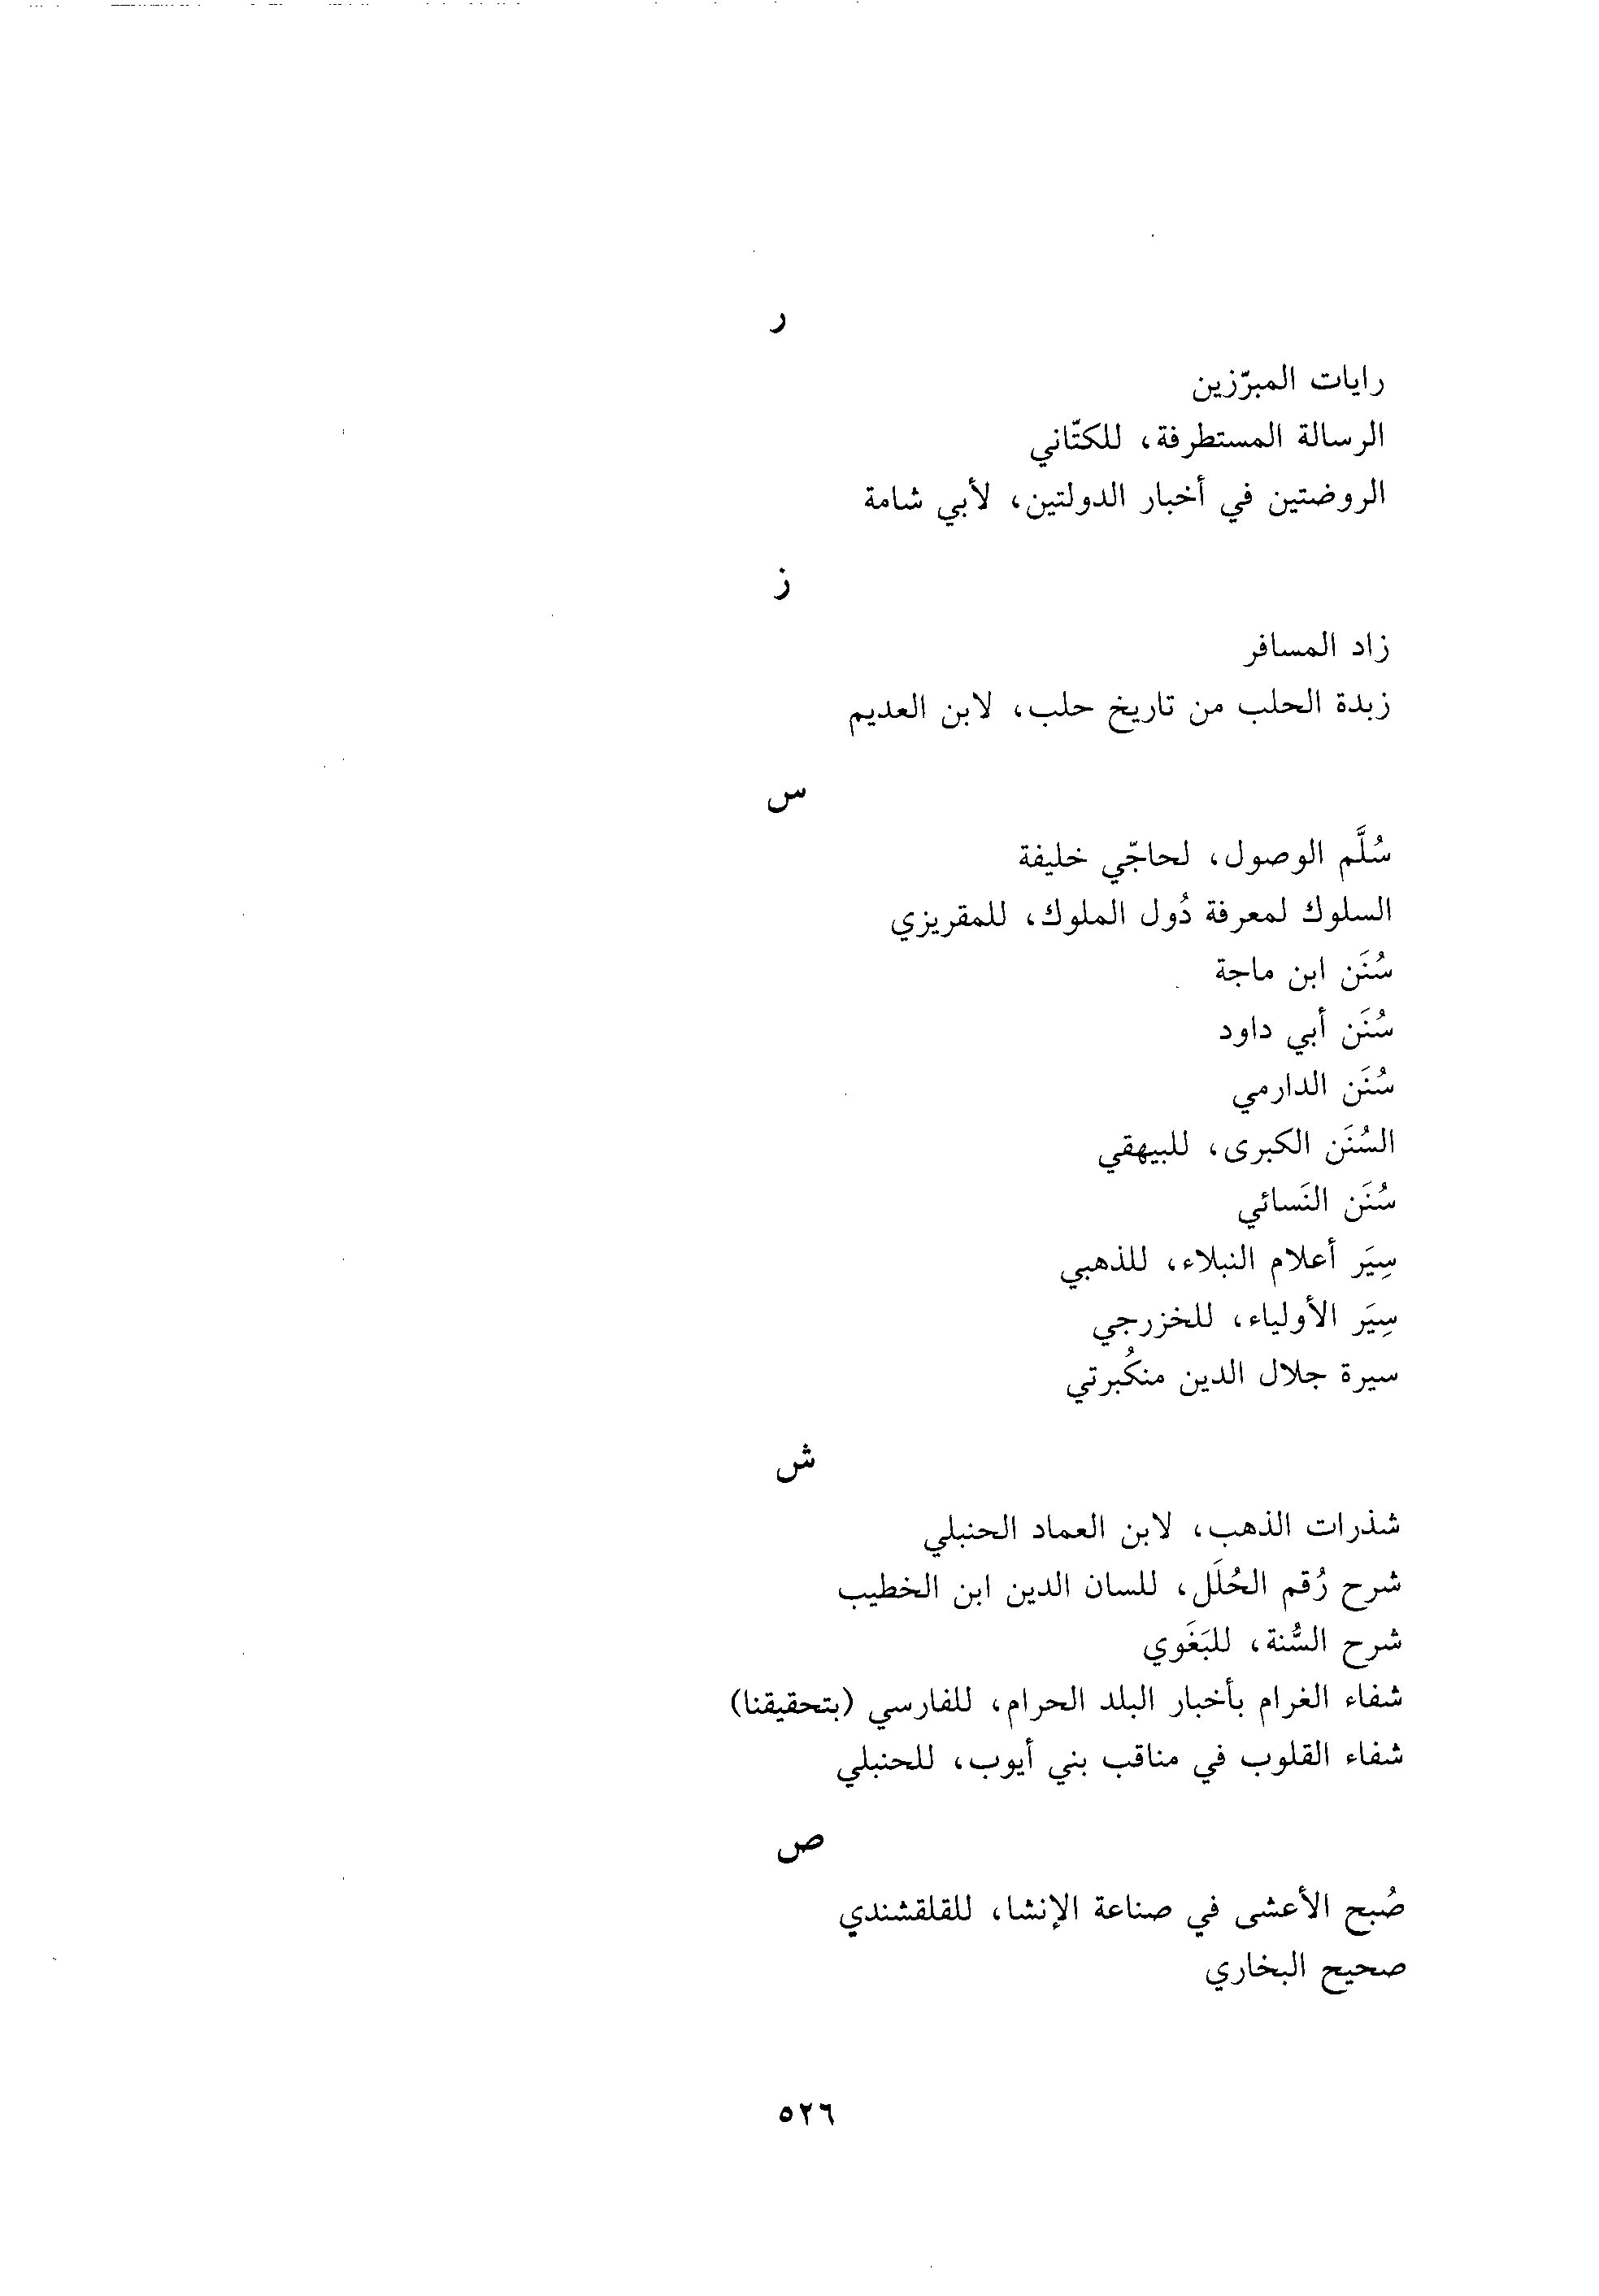 ر
رايات المبرّزين
الرسالة المستطرفة، للكتّاني
الروضتين في أخبار الدولتين، لأبي شامة
ز
زاد المسافر
زبدة الحلب من تاريخ حلب، لابن العديم
س
سُلَّم الوصول، لحاجّي خليفة
السلوك لمعرفة دُول الملوك، للمقريزي
سُنَن ابن ماجة
سُنَن أبي داود
سُنَن الدارمي
السُنَن الكبرى، للبيهقي
سُنَن النَسائي
سِيَر أعلام النبلاء، للذهبي
سِيَر الأولياء، للخزرجي
سيرة جلال الدين منكُبرتي
ش
شذرات الذهب، لابن العماد الحنبلي
شرح رُقم الحُلَل، للسان الدين ابن الخطيب
شرح السُّنة، للبَغَوي
شفاء الغرام بأخبار البلد الحرام، للفارسي (بتحقيقنا)
شفاء القلوب في مناقب بني أيوب، للحنبلي
ص
صُبح الأعشى في صناعة الإنشا، للقلقشندي
صحيح البخاري
٥٢٦